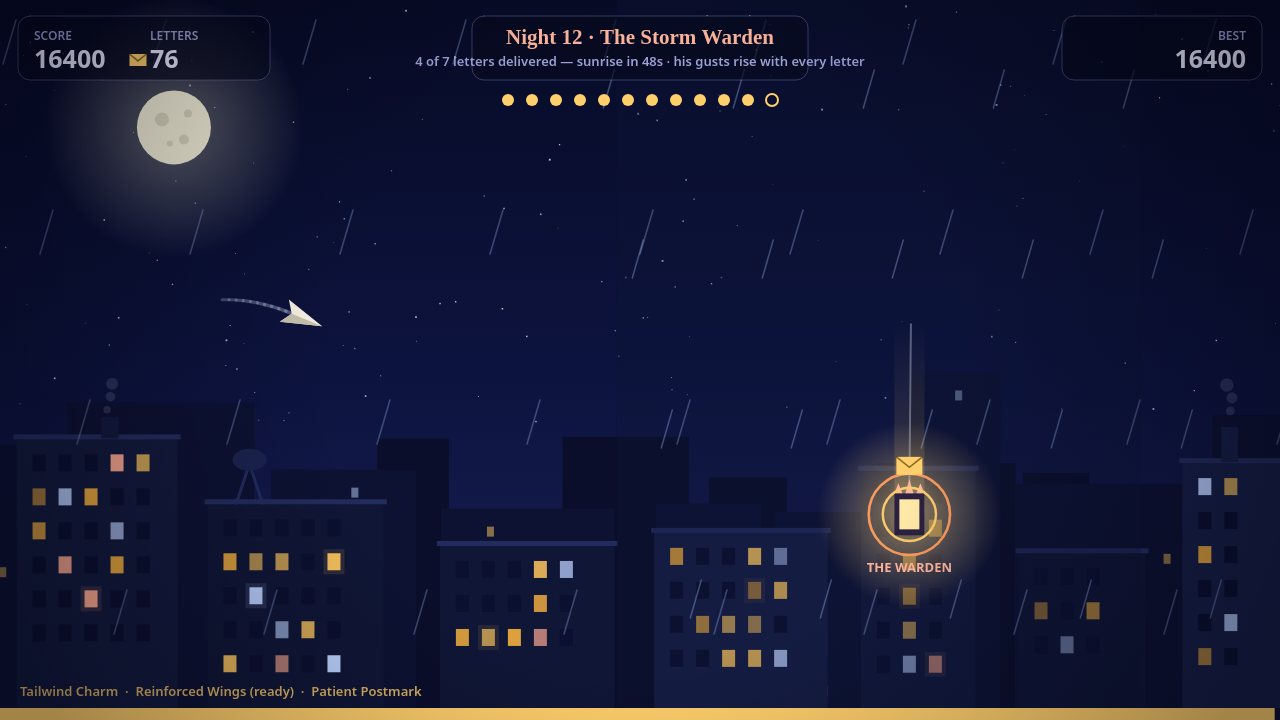 SCORE
16400
LETTERS
76
Night 12 · The Storm Warden
4 of 7 letters delivered — sunrise in 48s · his gusts rise with every letter
BEST
16400
THE WARDEN
Tailwind Charm · Reinforced Wings (ready) · Patient Postmark